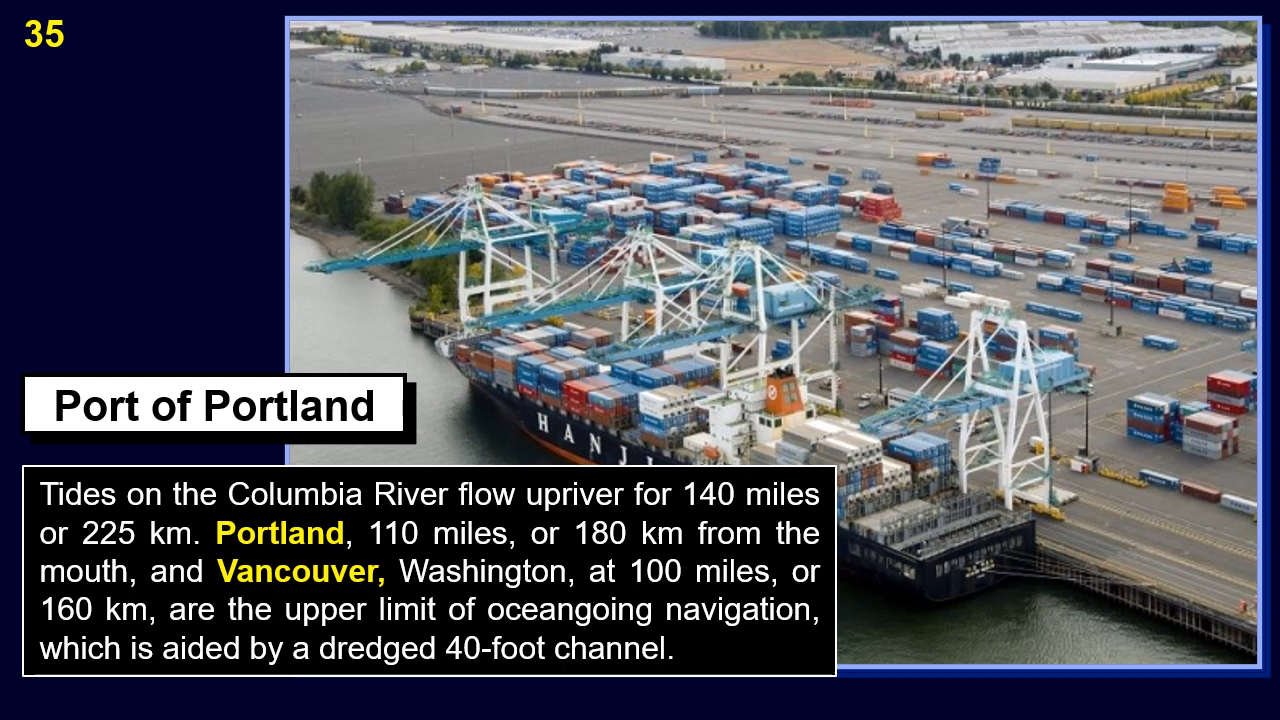 35
Port of Portland
HANJ
Tides on the Columbia River flow upriver for 140 miles
or 225 km. Portland, 110 miles, or 180 km from the
mouth, and Vancouver, Washington, at 100 miles, or
160 km, are the upper limit of oceangoing navigation,
which is aided by a dredged 40-foot channel.